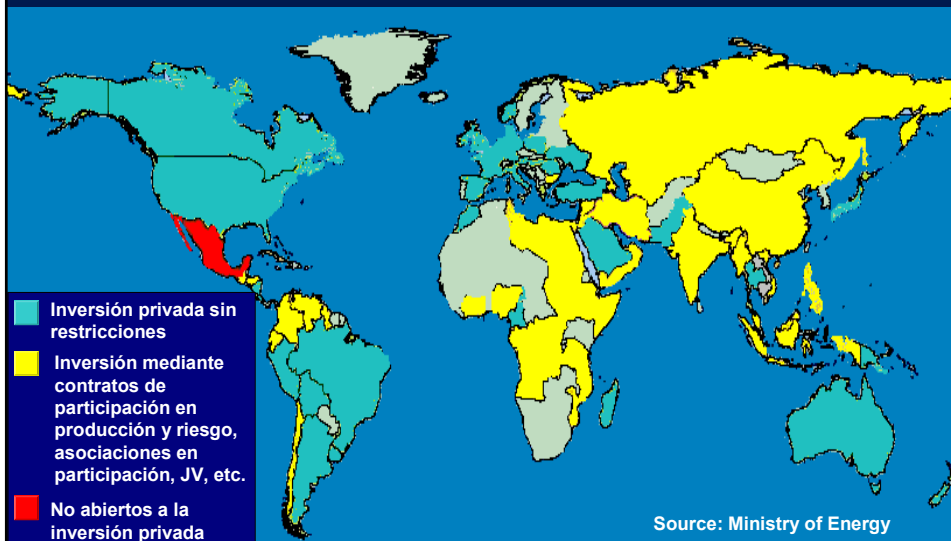 Inversión privada sin
restricciones
Inversión mediante
contratos de
participación en
producción y riesgo,
asociaciones en
participación, JV, etc.
No abiertos a la
inversión privada
Source: Ministry of Energy